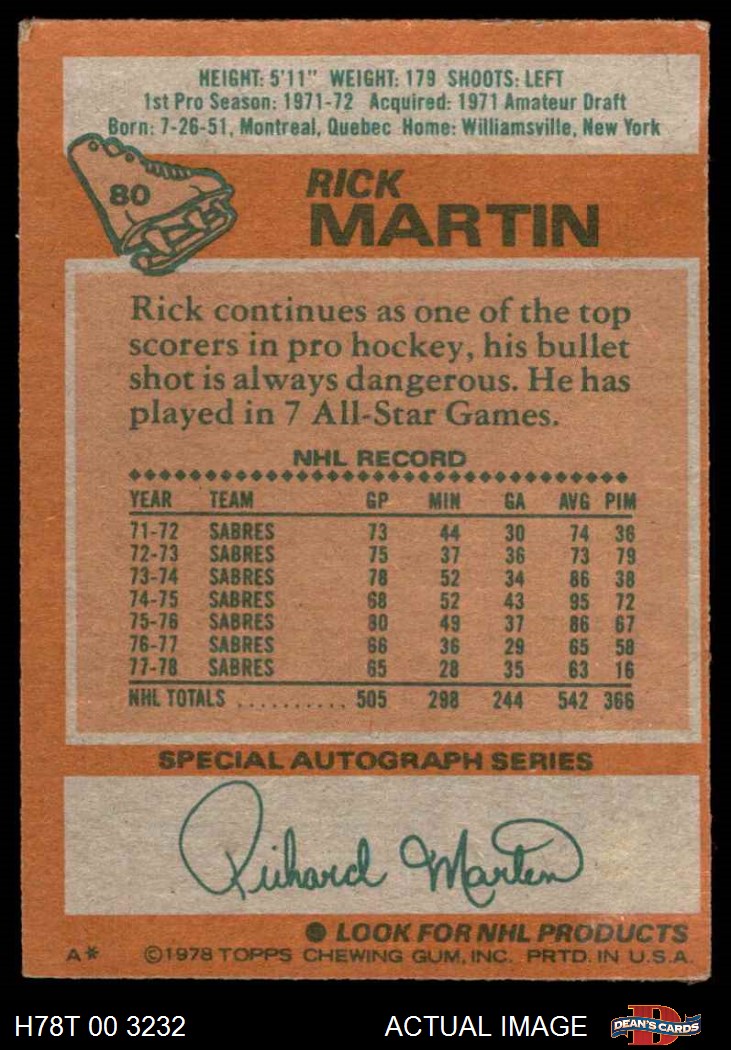 HEIGHT: 5'11" WEIGHT: 179 SHOOTS: LEFT
1st Pro Season: 1971-72 Acquired: 1971 Amateur Draft
Born: 7-26-51, Montreal, Quebec Home: Williamsville, New York
80
RICK
MARTIN
Rick continues as one of the top
scorers in pro hockey, his bullet
shot is always dangerous. He has
played in 7 All-Star Games.
NHL RECORD
YEAR TEAM GP MIN GA AVG PIM
71-72 SABRES 73 44 30 74 36
72-73 SABRES 75 37 36 73 79
73-74 SABRES 78 52 34 86 38
74-75 SABRES 68 52 43 95 72
75-76 SABRES 80 49 37 86 67
76-77 SABRES 66 36 29 65 58
77-78 SABRES 65 28 35 63 16
NHL TOTALS .......... 505 298 244 542 366
SPECIAL AUTOGRAPH SERIES
Richard Martin
LOOK FOR NHL PRODUCTS
A* ©1978 TOPPS CHEWING GUM, INC. PRTD. IN U.S.A.
H78T 00 3232 ACTUAL IMAGE DEAN'S CARDS